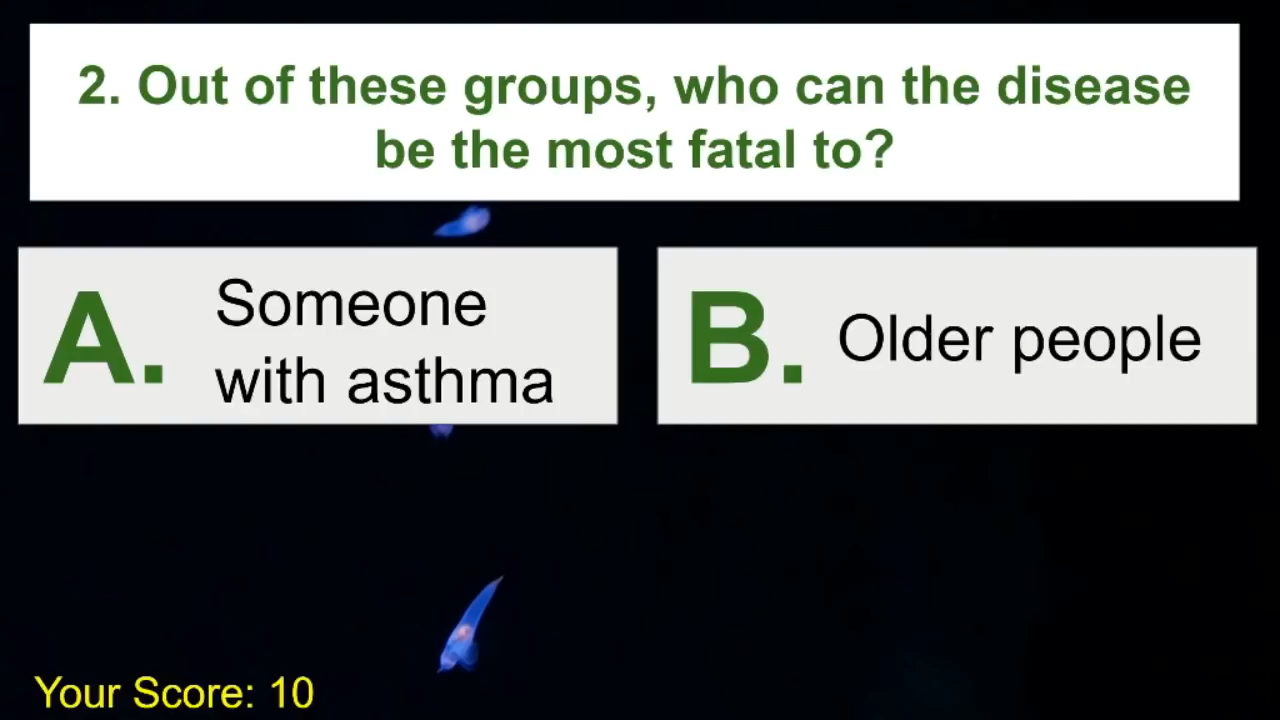 2. Out of these groups, who can the disease
be the most fatal to?
A.
Someone
with asthma
B.
Older people
Your Score: 10